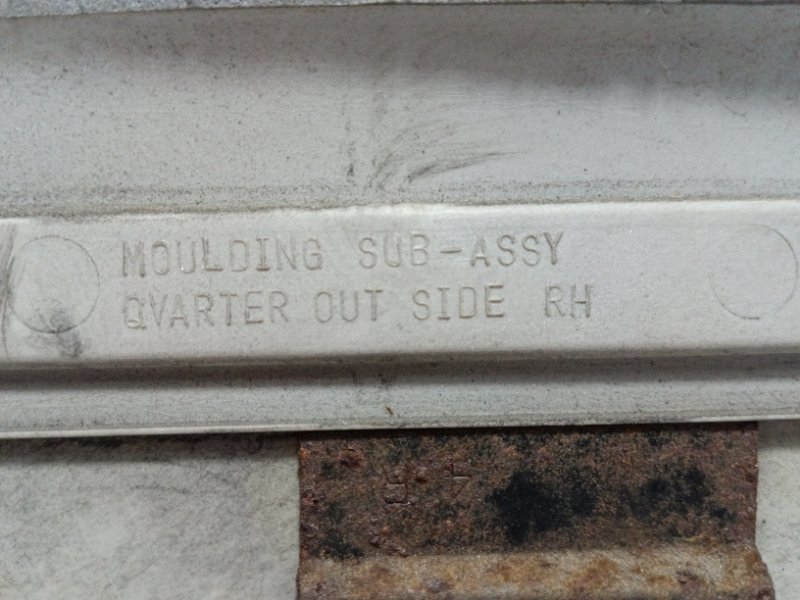 MOULDING SUB-ASSY
QVARTER OUT SIDE RH